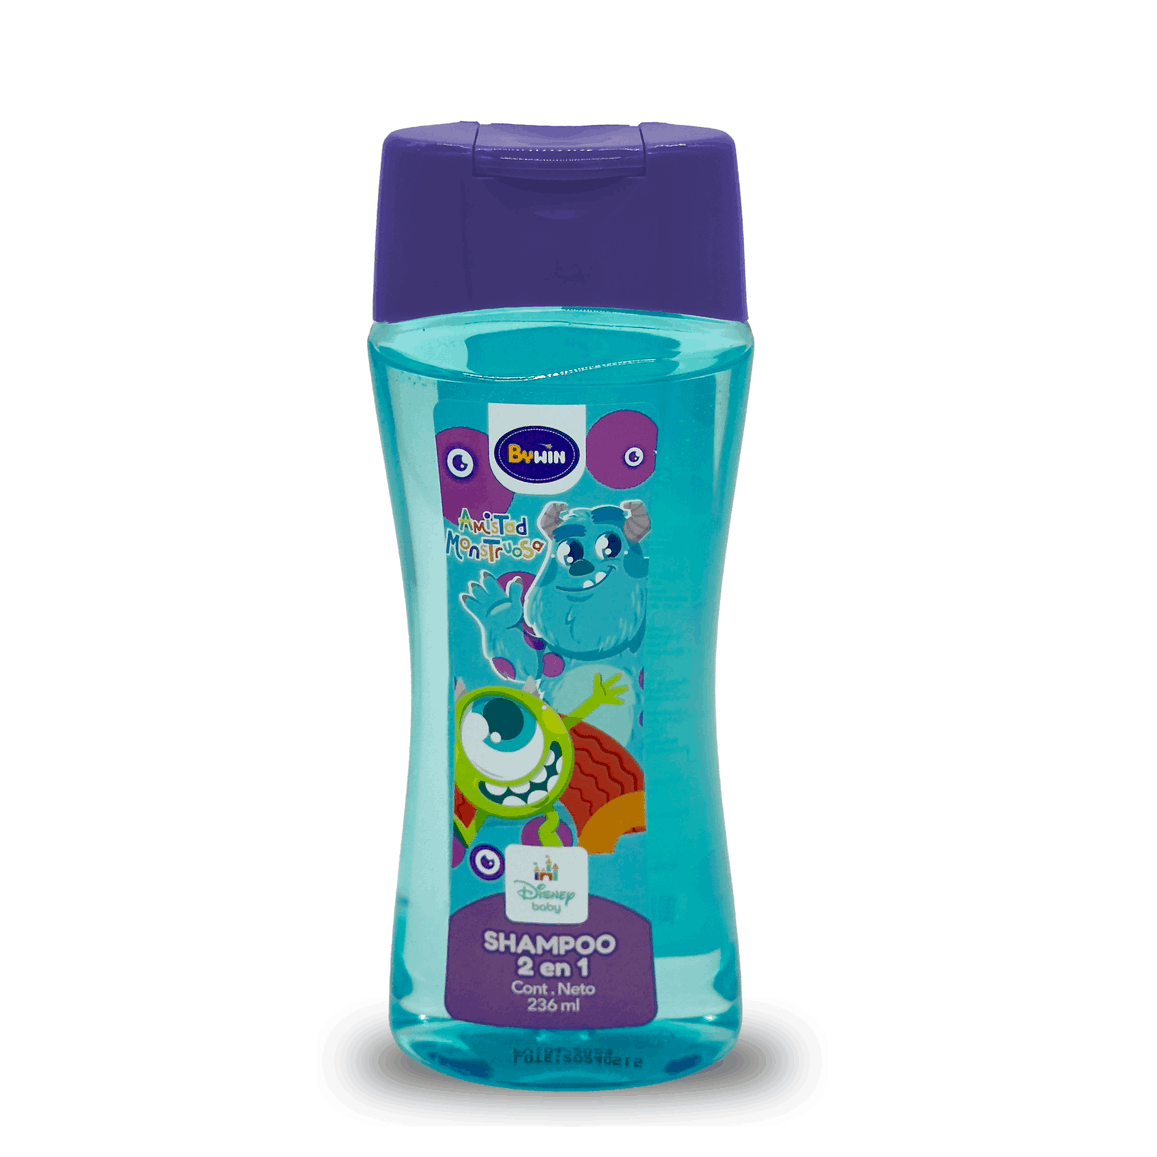 BYWIN
AmisTad
MonsTruosa
Disney
baby
SHAMPOO
2 en 1
Cont. Neto
236 ml